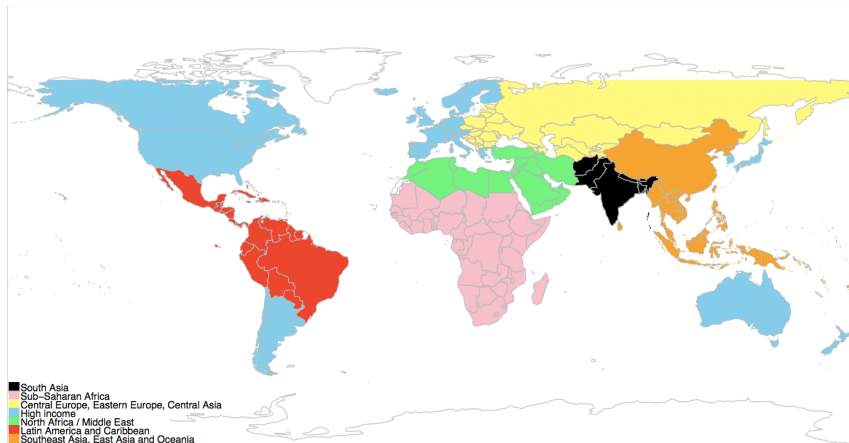 South Asia
Sub-Saharan Africa
Central Europe, Eastern Europe, Central Asia
High income
North Africa / Middle East
Latin America and Caribbean
Southeast Asia, East Asia and Oceania